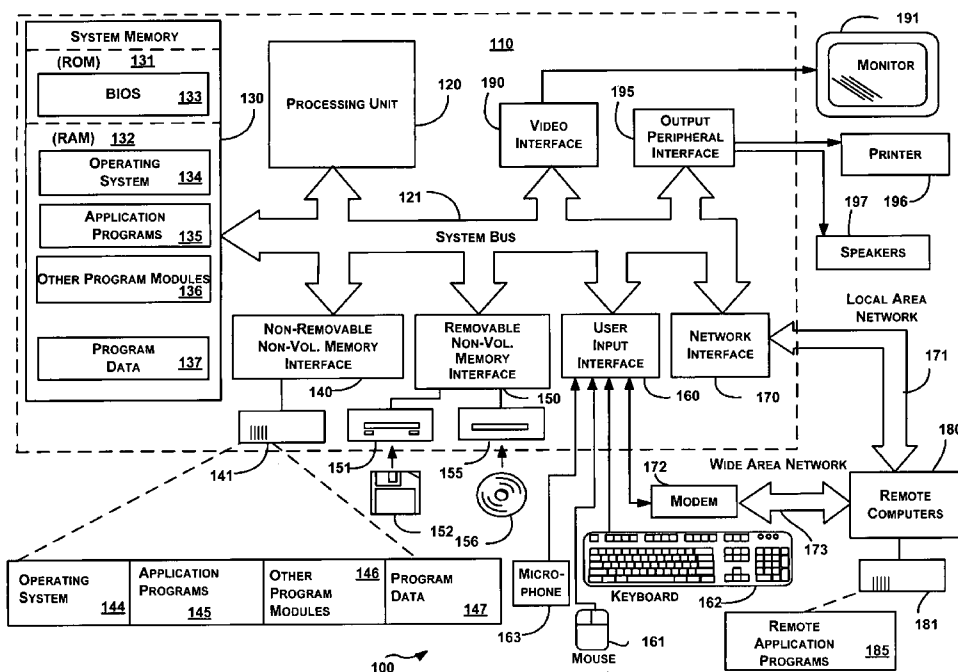 SYSTEM MEMORY
(ROM) 131
BIOS 133
130
(RAM) 132
OPERATING
SYSTEM 134
APPLICATION
PROGRAMS 135
OTHER PROGRAM MODULES
136
PROGRAM
DATA 137
PROCESSING UNIT
120
110
190
VIDEO
INTERFACE
195
OUTPUT
PERIPHERAL
INTERFACE
191
MONITOR
PRINTER
196
197
SPEAKERS
121
SYSTEM BUS
NON-REMOVABLE
NON-VOL. MEMORY
INTERFACE
140
REMOVABLE
NON-VOL.
MEMORY
INTERFACE
150
USER
INPUT
INTERFACE
160
NETWORK
INTERFACE
170
LOCAL AREA
NETWORK
171
141
151
152
155
156
172
MODEM
WIDE AREA NETWORK
173
180
REMOTE
COMPUTERS
181
OPERATING
SYSTEM 144
APPLICATION
PROGRAMS 145
OTHER
PROGRAM
MODULES 146
PROGRAM
DATA 147
MICRO-
PHONE
163
MOUSE
161
KEYBOARD
162
REMOTE
APPLICATION
PROGRAMS 185
100